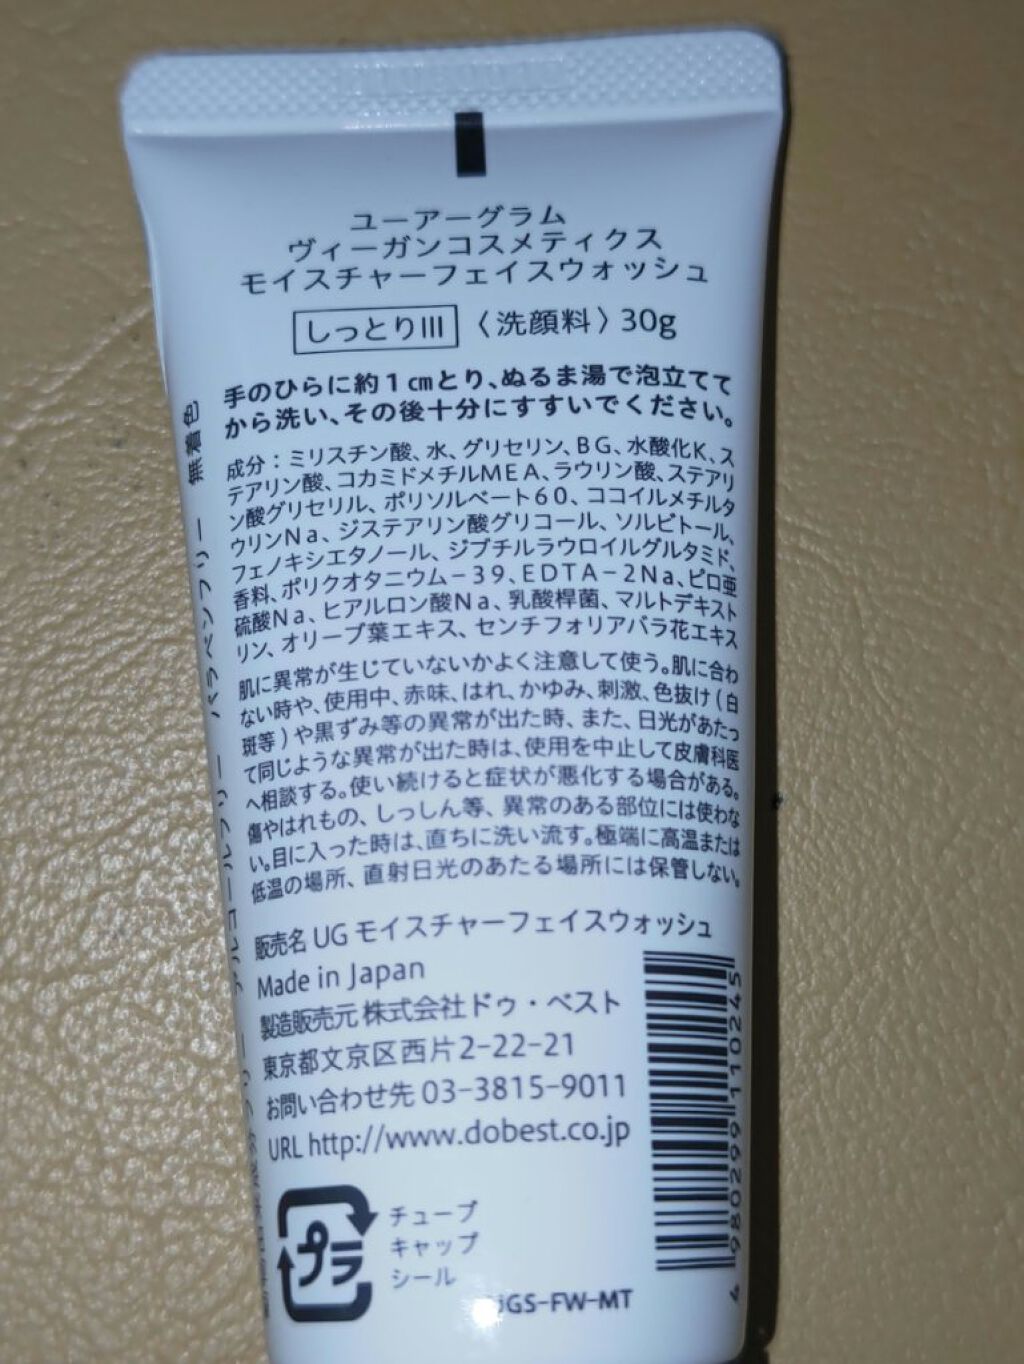 ユーアーグラム
ヴィーガンコスメティクス
モイスチャーフェイスウォッシュ
しっとりIII 〈洗顔料〉30g
手のひらに約1cmとり、ぬるま湯で泡立てて
から洗い、その後十分にすすいでください。
成分：ミリスチン酸、水、グリセリン、BG、水酸化K、ス
テアリン酸、コカミドメチルMEA、ラウリン酸、ステアリ
ン酸グリセリル、ポリソルベート60、ココイルメチルタ
ウリンNa、ジステアリン酸グリコール、ソルビトール、
フェノキシエタノール、ジブチルラウロイルグルタミド、
香料、ポリクオタニウム－39、EDTA－2Na、ピロ亜
硫酸Na、ヒアルロン酸Na、乳酸桿菌、マルトデキスト
リン、オリーブ葉エキス、センチフォリアバラ花エキス
肌に異常が生じていないかよく注意して使う。肌に合わ
ない時や、使用中、赤味、はれ、かゆみ、刺激、色抜け(白
斑等)や黒ずみ等の異常が出た時、また、日光があたっ
て同じような異常が出た時は、使用を中止して皮膚科医
へ相談する。使い続けると症状が悪化する場合がある。
傷やはれもの、しっしん等、異常のある部位には使わな
い。目に入った時は、直ちに洗い流す。極端に高温または
低温の場所、直射日光のあたる場所には保管しない。
販売名 UG モイスチャーフェイスウォッシュ
Made in Japan
製造販売元 株式会社ドゥ・ベスト
東京都文京区西片2-22-21
お問い合わせ先 03-3815-9011
URL http://www.dobest.co.jp
プラ
チューブ
キャップ
シール
GS-FW-MT
4 980299 110245
無着色
パラベンフリー